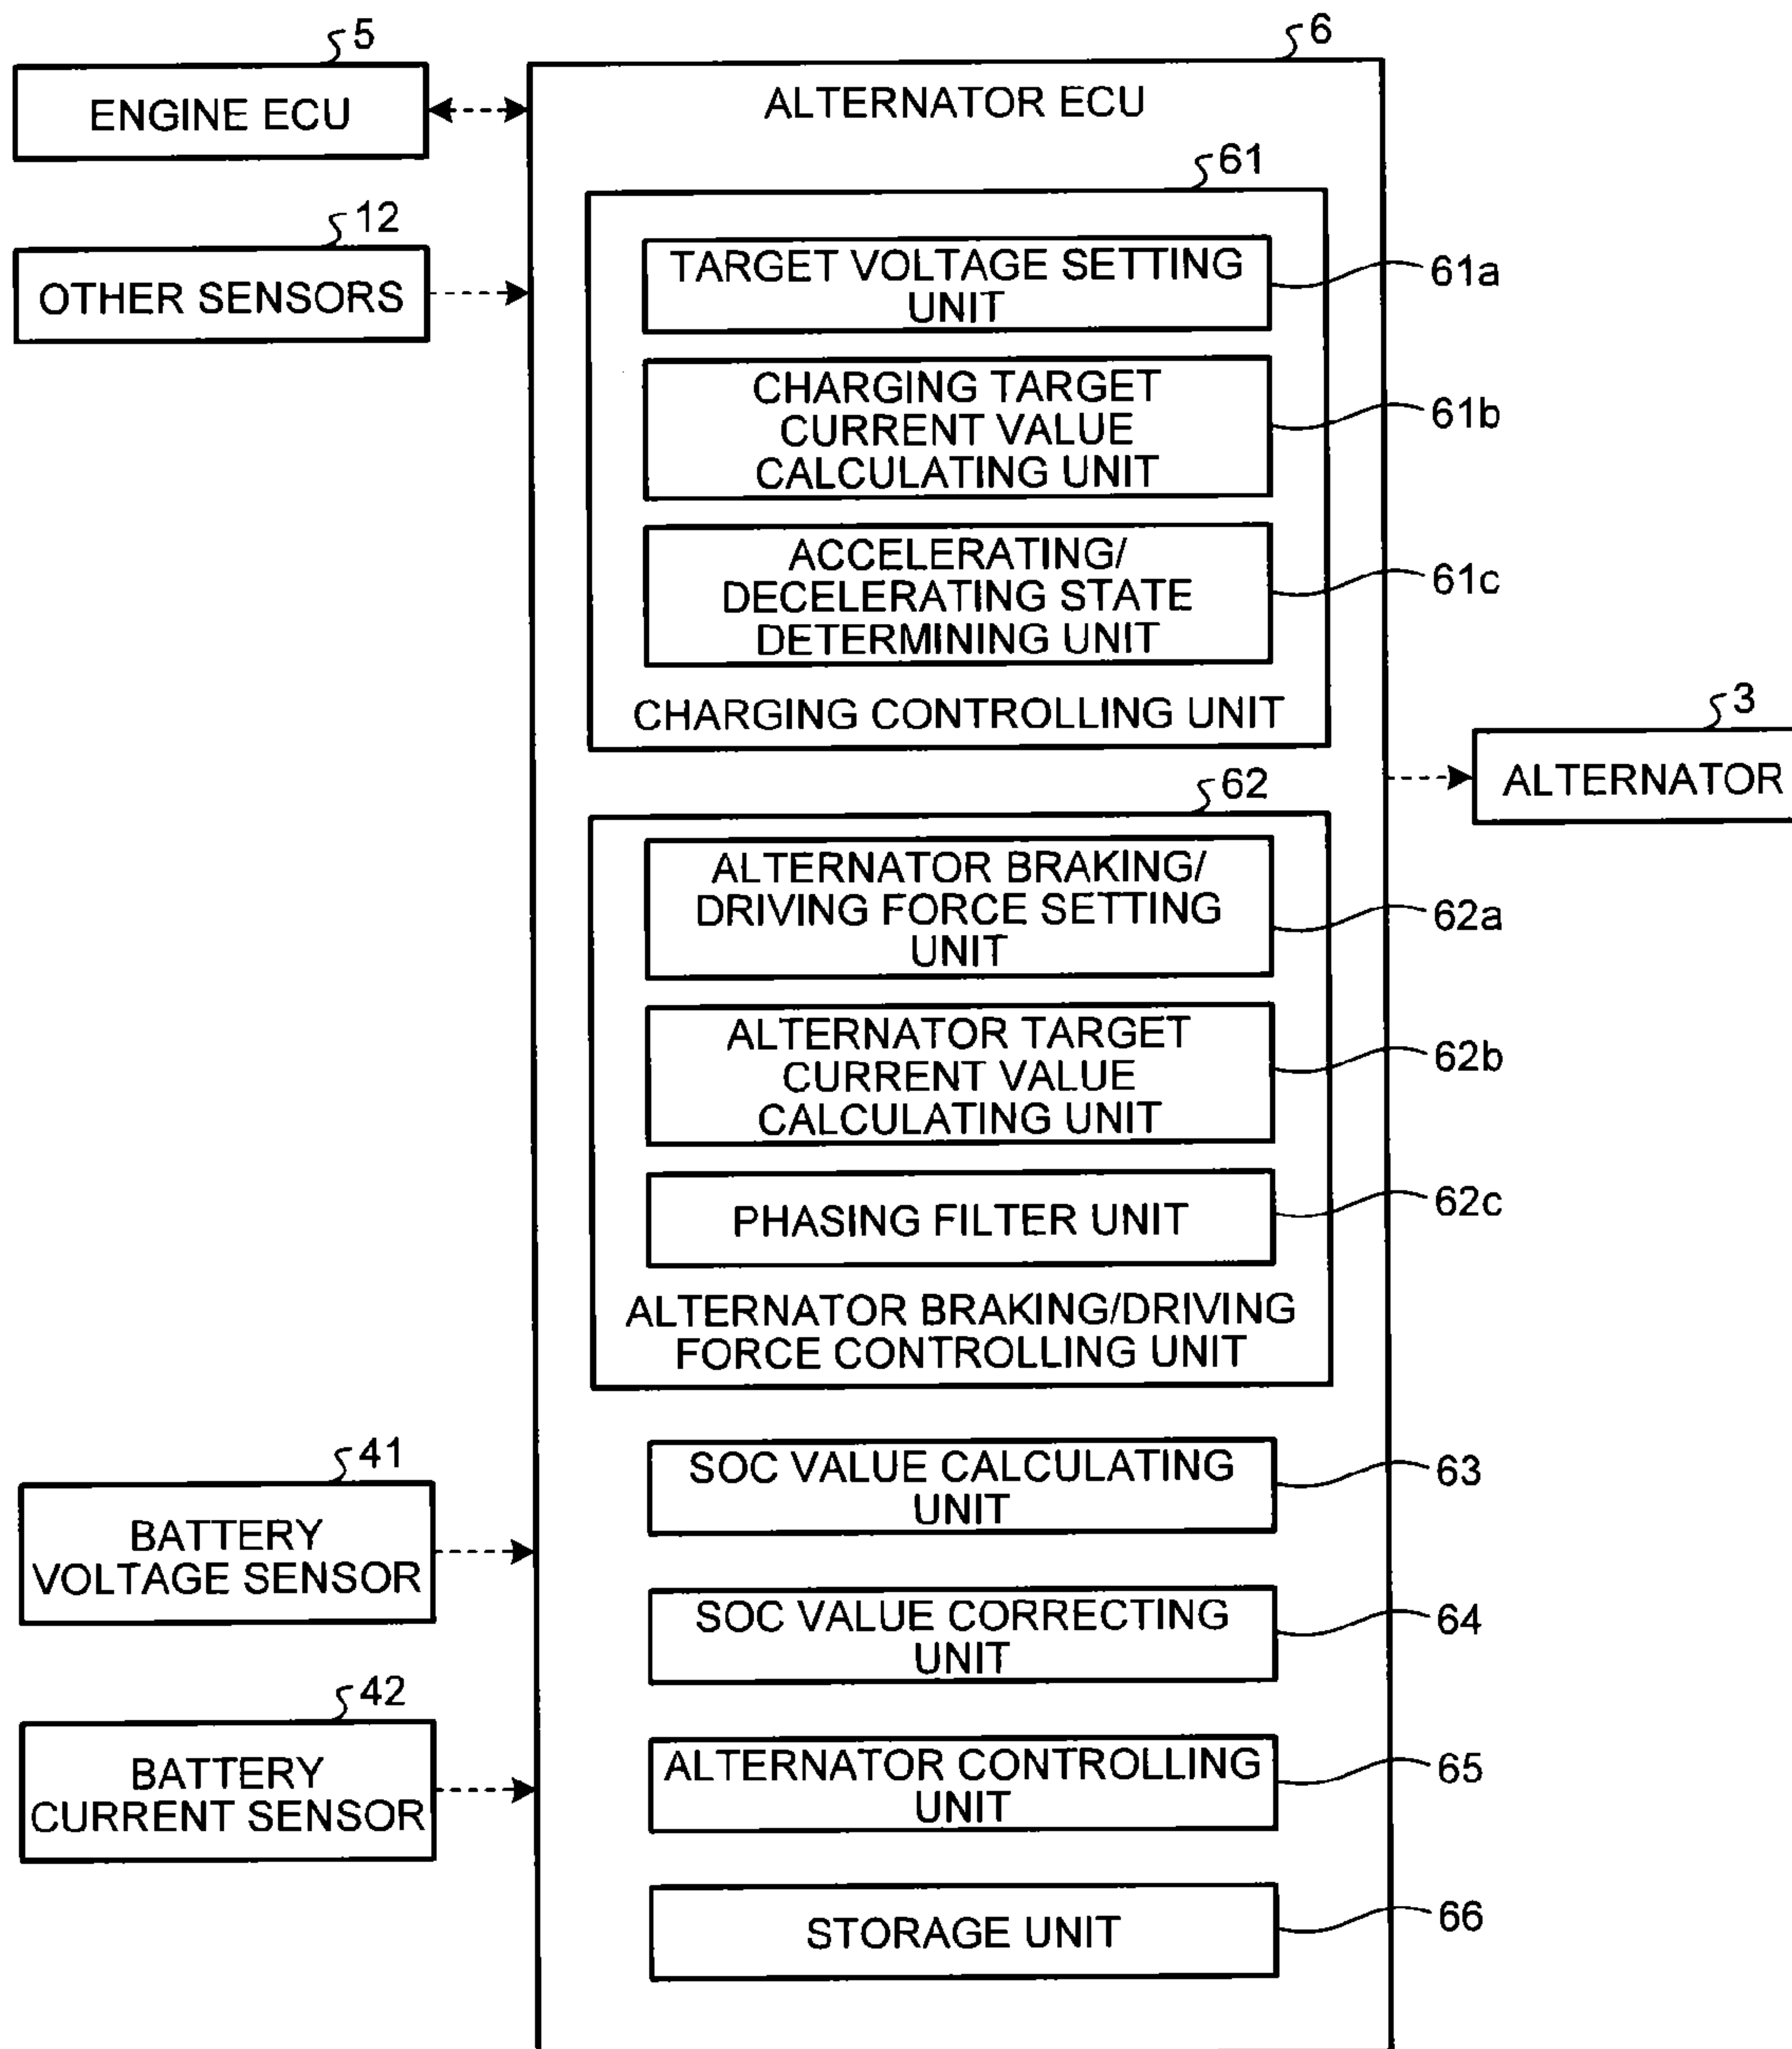 5
ENGINE ECU
12
OTHER SENSORS
6
ALTERNATOR ECU
61
TARGET VOLTAGE SETTING
UNIT
61a
CHARGING TARGET
CURRENT VALUE
CALCULATING UNIT
61b
ACCELERATING/
DECELERATING STATE
DETERMINING UNIT
61c
CHARGING CONTROLLING UNIT
3
ALTERNATOR
62
ALTERNATOR BRAKING/
DRIVING FORCE SETTING
UNIT
62a
ALTERNATOR TARGET
CURRENT VALUE
CALCULATING UNIT
62b
PHASING FILTER UNIT
62c
ALTERNATOR BRAKING/DRIVING
FORCE CONTROLLING UNIT
41
BATTERY
VOLTAGE SENSOR
42
BATTERY
CURRENT SENSOR
SOC VALUE CALCULATING
UNIT
63
SOC VALUE CORRECTING
UNIT
64
ALTERNATOR CONTROLLING
UNIT
65
STORAGE UNIT
66